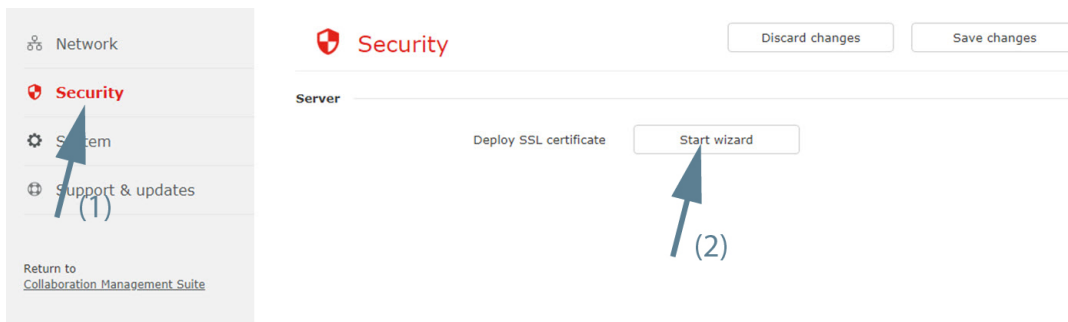 Network
Security
System
Support & updates
(1)
Return to
Collaboration Management Suite
Security
Discard changes
Save changes
Server
Deploy SSL certificate
Start wizard
(2)